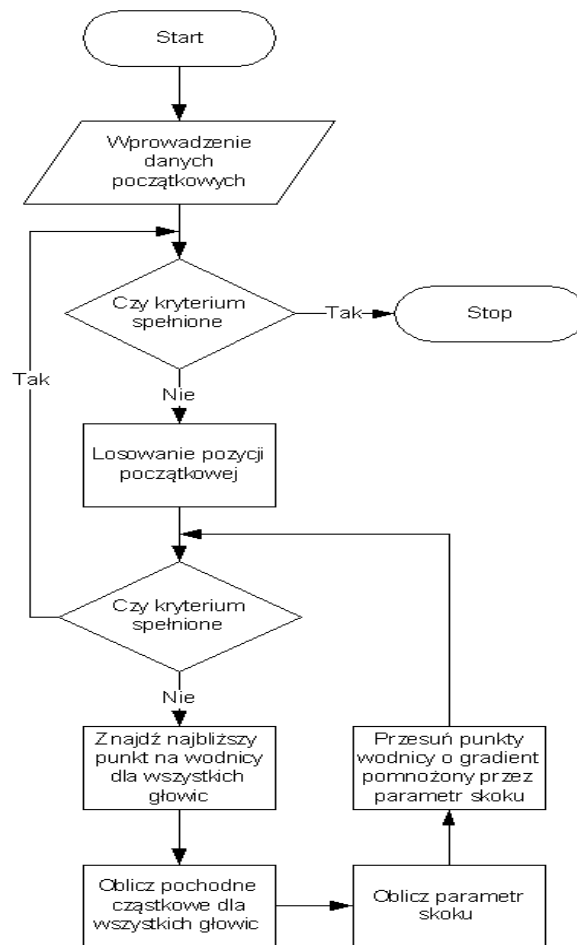 Start
Wprowadzenie
danych
początkowych
Czy kryterium
spełnione
Tak
Stop
Tak
Nie
Losowanie pozycji
początkowej
Czy kryterium
spełnione
Nie
Znajdź najbliższy
punkt na wodnicy
dla wszystkich
głowic
Przesuń punkty
wodnicy o gradient
pomnożony przez
parametr skoku
Oblicz pochodne
cząstkowe dla
wszystkich głowic
Oblicz parametr
skoku